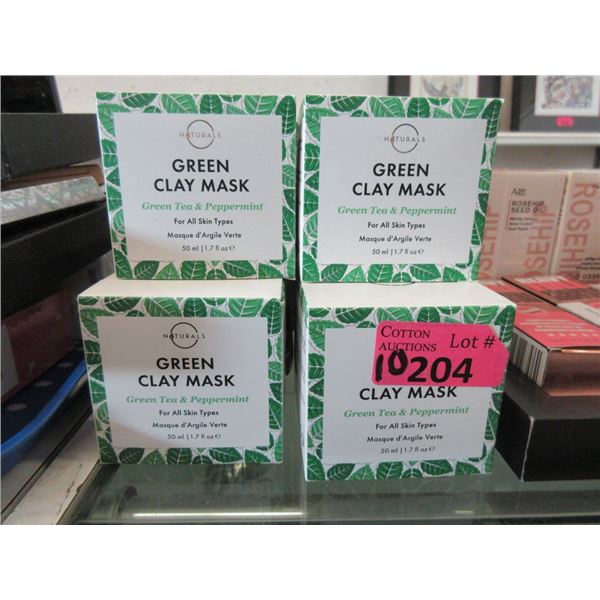 NATURALS
GREEN
CLAY MASK
Green Tea & Peppermint
For All Skin Types
Masque d'Argile Verte
50 ml | 1.7 fl oz ℮
NATURALS
GREEN
CLAY MASK
Green Tea & Peppermint
For All Skin Types
Masque d'Argile Verte
50 ml | 1.7 fl oz ℮
NATURALS
GREEN
CLAY MASK
Green Tea & Peppermint
For All Skin Types
Masque d'Argile Verte
50 ml | 1.7 fl oz ℮
COTTON
AUCTIONS
Lot #
10204
CLAY MASK
Green Tea & Peppermint
For All Skin Types
Masque d'Argile Verte
50 ml | 1.7 fl oz ℮
ROSEHIP
ROSEHIP
SEED OIL
ROSEHIP